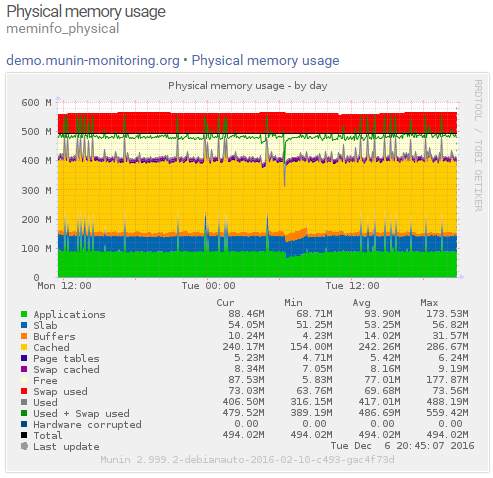 Physical memory usage
meminfo_physical
demo.munin-monitoring.org • Physical memory usage
Physical memory usage - by day
RRDTOOL / TOBI OETIKER
600 M
500 M
400 M
300 M
200 M
100 M
0
Mon 12:00 Tue 00:00 Tue 12:00
Cur Min Avg Max
Applications 88.46M 68.71M 93.90M 173.53M
Slab 54.05M 51.25M 53.25M 56.82M
Buffers 10.24M 4.23M 14.02M 31.57M
Cached 240.17M 154.00M 242.26M 286.67M
Page tables 5.23M 4.71M 5.42M 6.24M
Swap cached 8.34M 7.05M 8.16M 9.19M
Free 87.53M 5.83M 77.01M 177.87M
Swap used 73.03M 63.76M 69.68M 73.56M
Used 406.50M 316.15M 417.01M 488.19M
Used + Swap used 479.52M 389.19M 486.69M 559.42M
Hardware corrupted 0.00 0.00 0.00 0.00
Total 494.02M 494.02M 494.02M 494.02M
Last update Tue Dec 6 20:45:07 2016
Munin 2.999.2-debianauto-2016-02-10-c493-gac4f73d